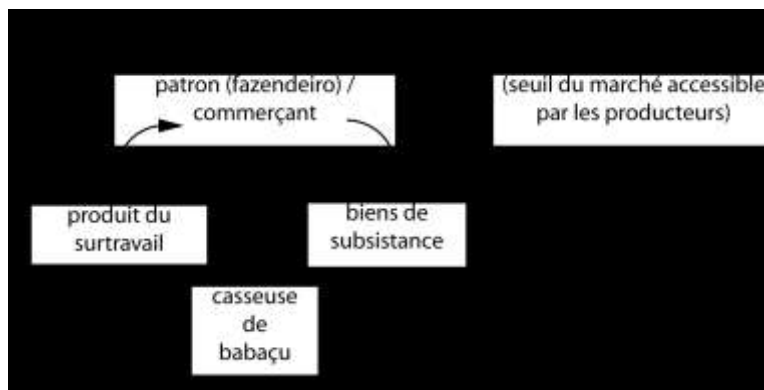 patron (fazendeiro) /
commerçant
(seuil du marché accessible
par les producteurs)
produit du
surtravail
biens de
subsistance
casseuse
de
babaçu